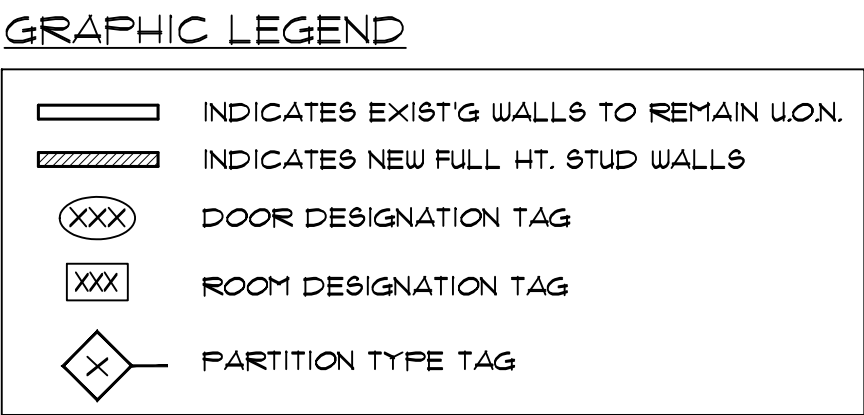 GRAPHIC LEGEND
INDICATES EXIST'G WALLS TO REMAIN U.O.N.
INDICATES NEW FULL HT. STUD WALLS
XXX DOOR DESIGNATION TAG
XXX ROOM DESIGNATION TAG
X PARTITION TYPE TAG